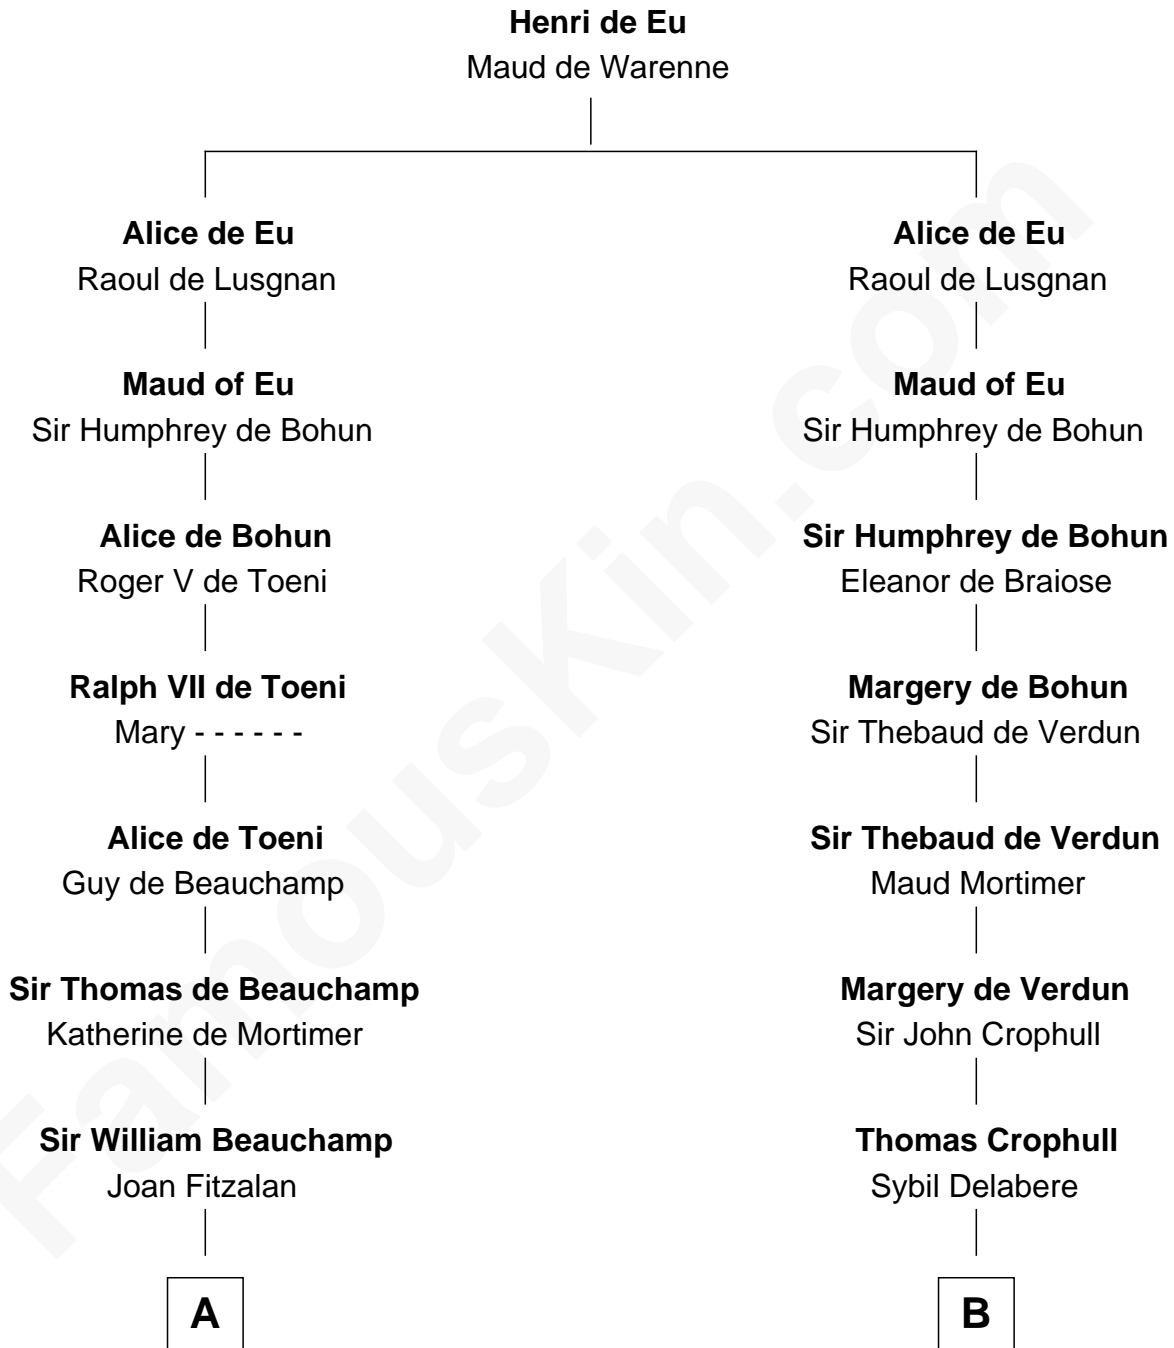 Henri de Eu
Maud de Warenne
Alice de Eu
Raoul de Lusgnan
Maud of Eu
Sir Humphrey de Bohun
Alice de Bohun
Roger V de Toeni
Ralph VII de Toeni
Mary - - - - - -
Alice de Toeni
Guy de Beauchamp
Sir Thomas de Beauchamp
Katherine de Mortimer
Sir William Beauchamp
Joan Fitzalan
A
Alice de Eu
Raoul de Lusgnan
Maud of Eu
Sir Humphrey de Bohun
Sir Humphrey de Bohun
Eleanor de Braiose
Margery de Bohun
Sir Thebaud de Verdun
Sir Thebaud de Verdun
Maud Mortimer
Margery de Verdun
Sir John Crophull
Thomas Crophull
Sybil Delabere
B
FamousKin.com